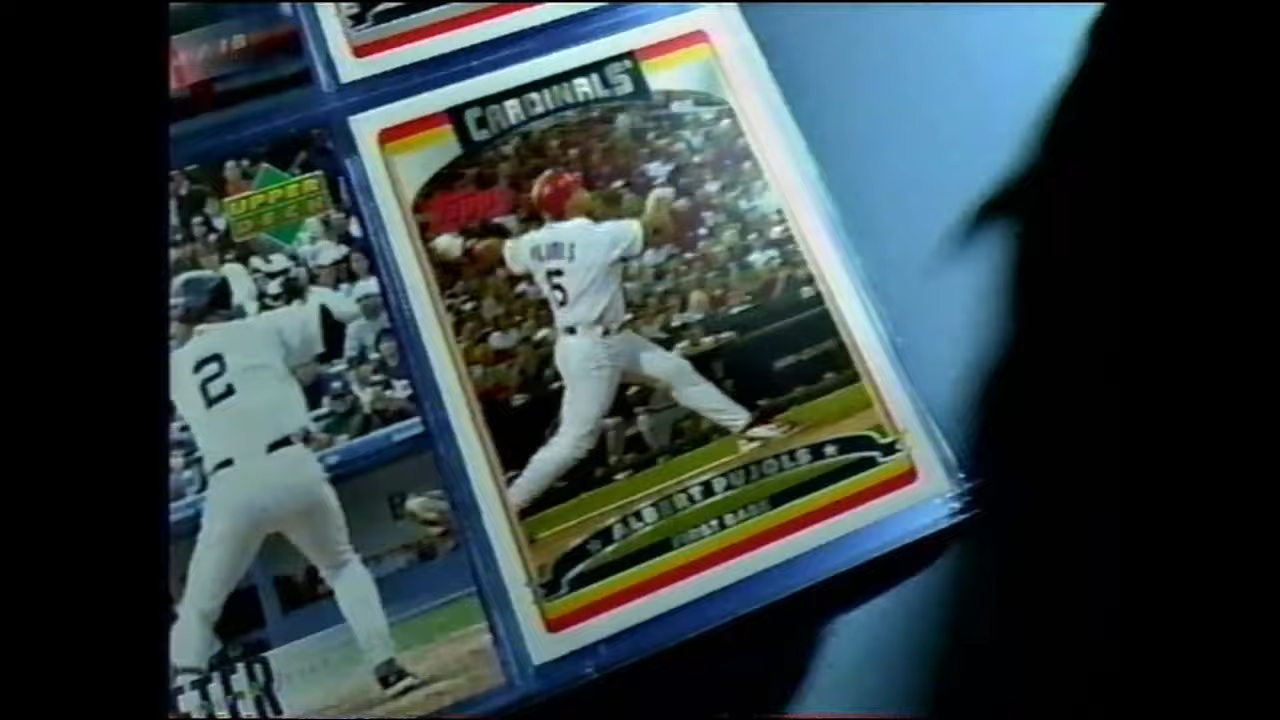 CARDINALS
UPPER
DECK
PUJOLS
5
2
ALBERT PUJOLS
FIRST BASE